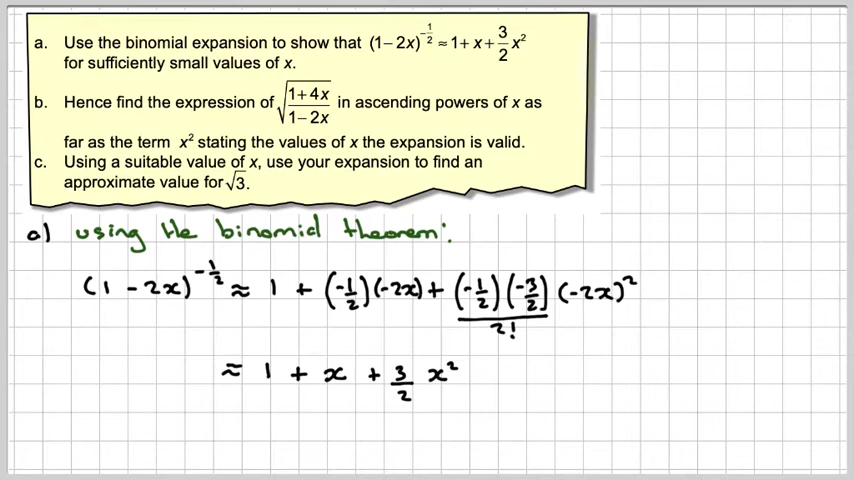 a. Use the binomial expansion to show that (1−2x)^{-1/2} ≈ 1 + x + 3/2 x²
for sufficiently small values of x.
b. Hence find the expression of √((1+4x)/(1−2x)) in ascending powers of x as
far as the term x² stating the values of x the expansion is valid.
c. Using a suitable value of x, use your expansion to find an
approximate value for √3.
a) using the binomial theorem:
(1 − 2x)^{-1/2} ≈ 1 + (-1/2)(-2x) + (-1/2)(-3/2)/2! (-2x)²
≈ 1 + x + 3/2 x²